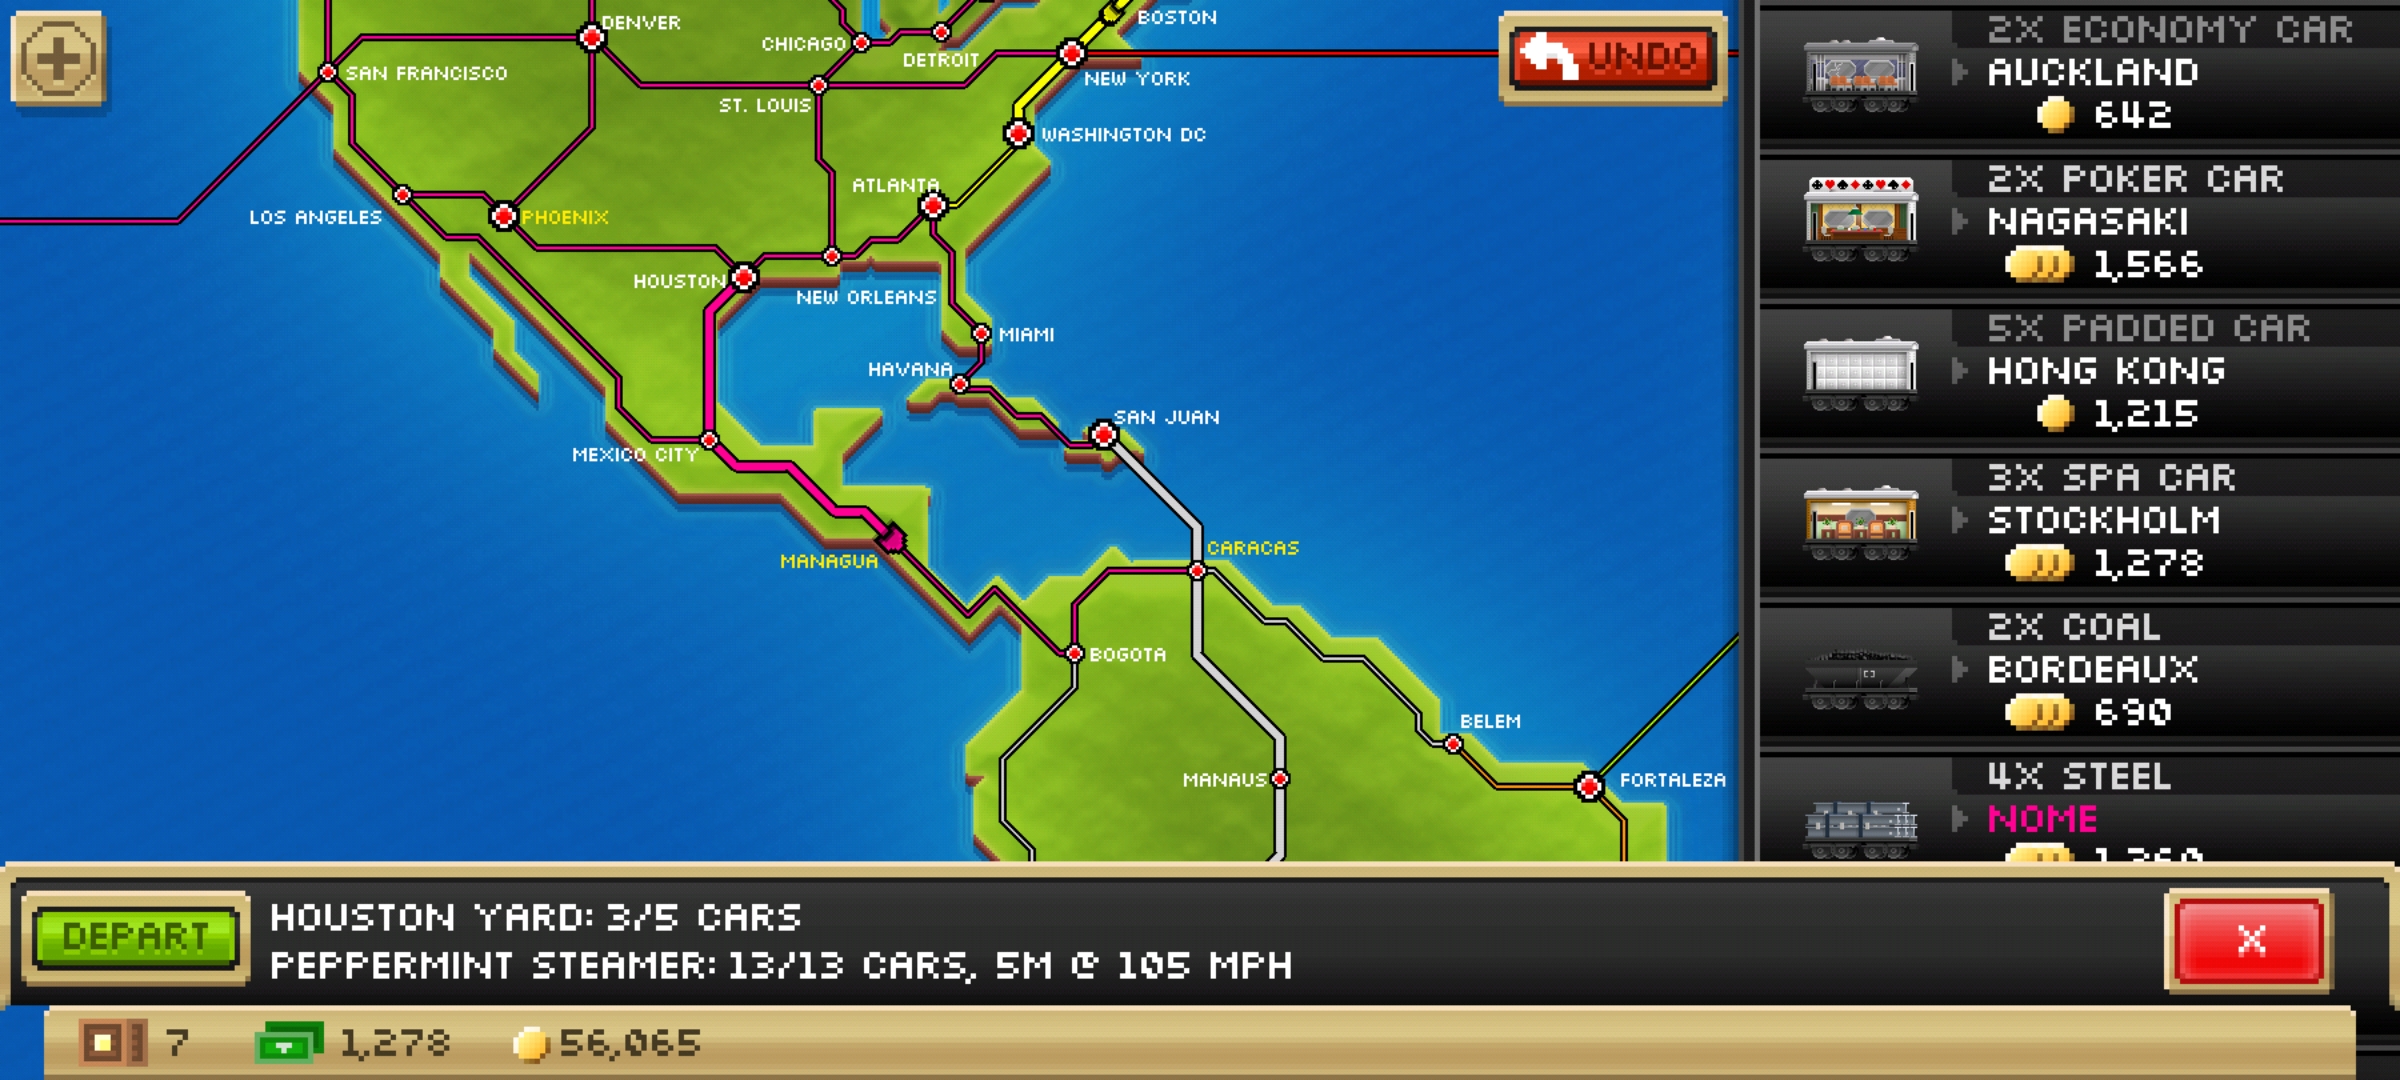 DENVER
BOSTON
CHICAGO
DETROIT
SAN FRANCISCO
NEW YORK
ST. LOUIS
WASHINGTON DC
ATLANTA
LOS ANGELES
PHOENIX
HOUSTON
NEW ORLEANS
MIAMI
HAVANA
SAN JUAN
MEXICO CITY
MANAGUA
CARACAS
BOGOTA
BELEM
MANAUS
FORTALEZA
UNDO
2X ECONOMY CAR
AUCKLAND
642
2X POKER CAR
NAGASAKI
1,566
5X PADDED CAR
HONG KONG
1,215
3X SPA CAR
STOCKHOLM
1,278
2X COAL
BORDEAUX
690
4X STEEL
NOME
1,260
DEPART
HOUSTON YARD: 3/5 CARS
PEPPERMINT STEAMER: 13/13 CARS, 5M @ 105 MPH
X
7
1,278
56,065